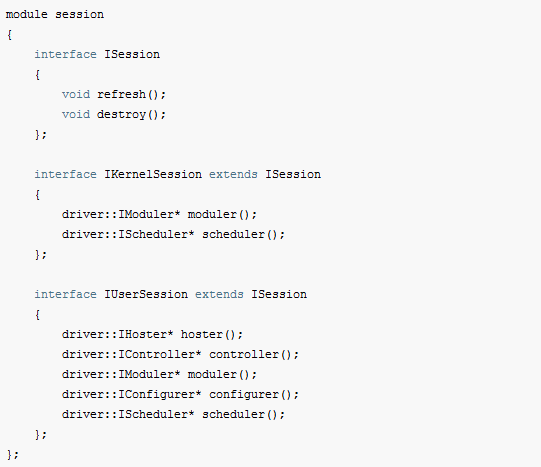 module session
{
interface ISession
{
void refresh();
void destroy();
};
interface IKernelSession extends ISession
{
driver::IModuler* moduler();
driver::IScheduler* scheduler();
};
interface IUserSession extends ISession
{
driver::IHoster* hoster();
driver::IController* controller();
driver::IModuler* moduler();
driver::IConfigurer* configurer();
driver::IScheduler* scheduler();
};
};